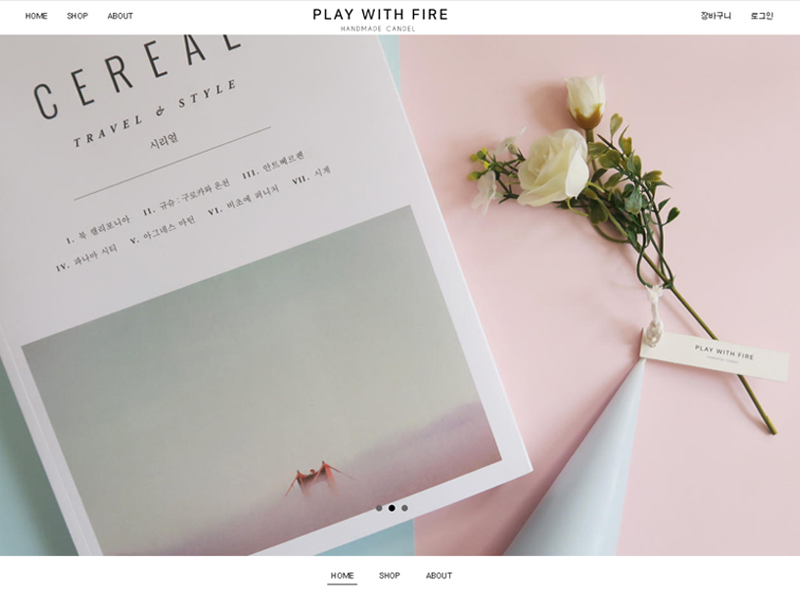 HOME SHOP ABOUT
PLAY WITH FIRE
HANDMADE CANDEL
장바구니 로그인
CEREAL
TRAVEL & STYLE
시리얼
I. 북 캘리포니아 II. 규슈 : 구로카와 온천 III. 안트베르펜
IV. 파나마 시티 V. 아그네스 마틴 VI. 비초에 파니치 VII. 시계
PLAY WITH FIRE
HOME SHOP ABOUT